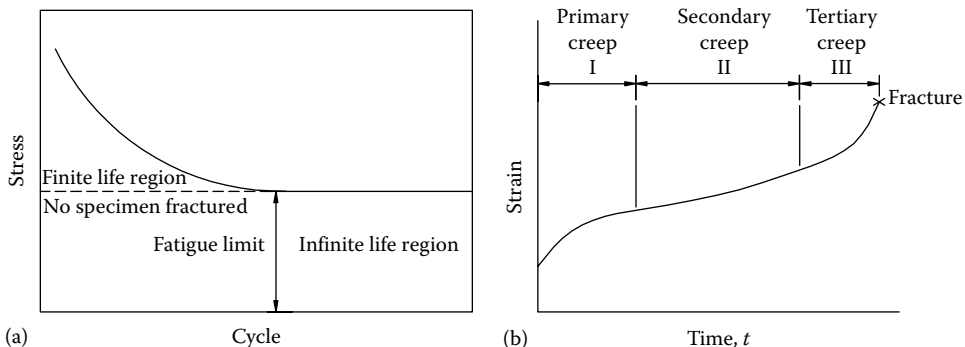 Stress
Finite life region
No specimen fractured
Fatigue limit
Infinite life region
(a)
Cycle
Primary
creep
I
Secondary
creep
II
Tertiary
creep
III
Fracture
Strain
(b)
Time, t